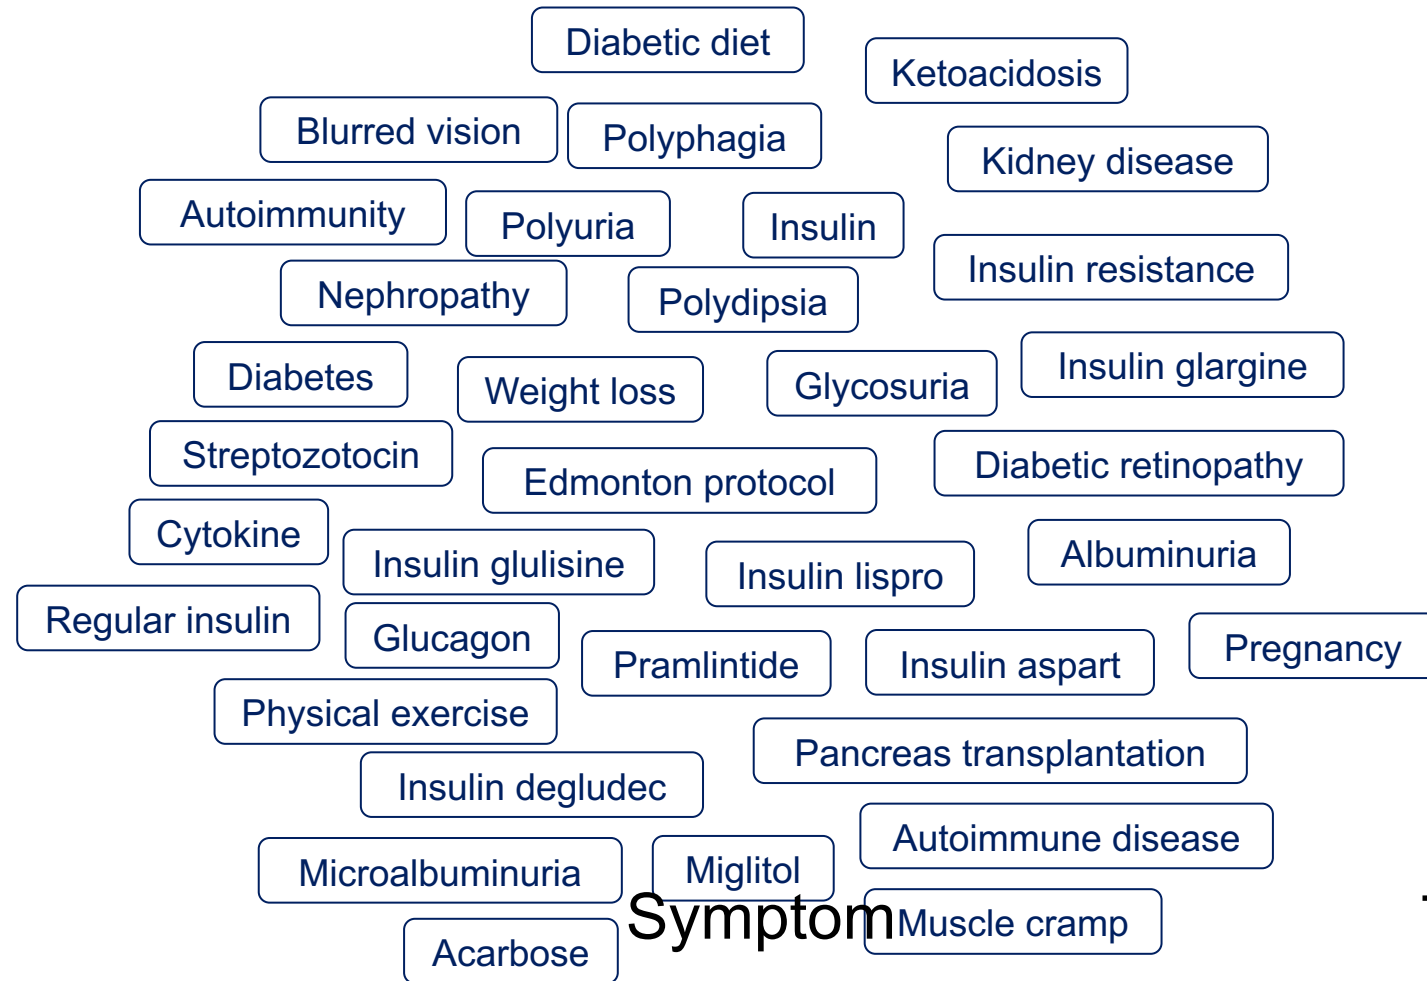 Diabetic diet
Ketoacidosis
Blurred vision
Polyphagia
Kidney disease
Autoimmunity
Polyuria
Insulin
Insulin resistance
Nephropathy
Polydipsia
Diabetes
Weight loss
Glycosuria
Insulin glargine
Streptozotocin
Edmonton protocol
Diabetic retinopathy
Cytokine
Insulin glulisine
Insulin lispro
Albuminuria
Regular insulin
Glucagon
Pramlintide
Insulin aspart
Pregnancy
Physical exercise
Pancreas transplantation
Insulin degludec
Autoimmune disease
Microalbuminuria
Miglitol
Symptom
Muscle cramp
Acarbose